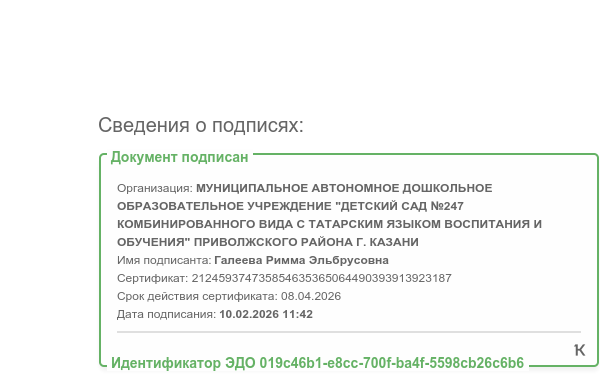 Сведения о подписях:
Документ подписан
Организация: МУНИЦИПАЛЬНОЕ АВТОНОМНОЕ ДОШКОЛЬНОЕ
ОБРАЗОВАТЕЛЬНОЕ УЧРЕЖДЕНИЕ "ДЕТСКИЙ САД №247
КОМБИНИРОВАННОГО ВИДА С ТАТАРСКИМ ЯЗЫКОМ ВОСПИТАНИЯ И
ОБУЧЕНИЯ" ПРИВОЛЖСКОГО РАЙОНА Г. КАЗАНИ
Имя подписанта: Галеева Римма Эльбрусовна
Сертификат: 212459374735854635365064490393913923187
Срок действия сертификата: 08.04.2026
Дата подписания: 10.02.2026 11:42
Идентификатор ЭДО 019c46b1-e8cc-700f-ba4f-5598cb26c6b6